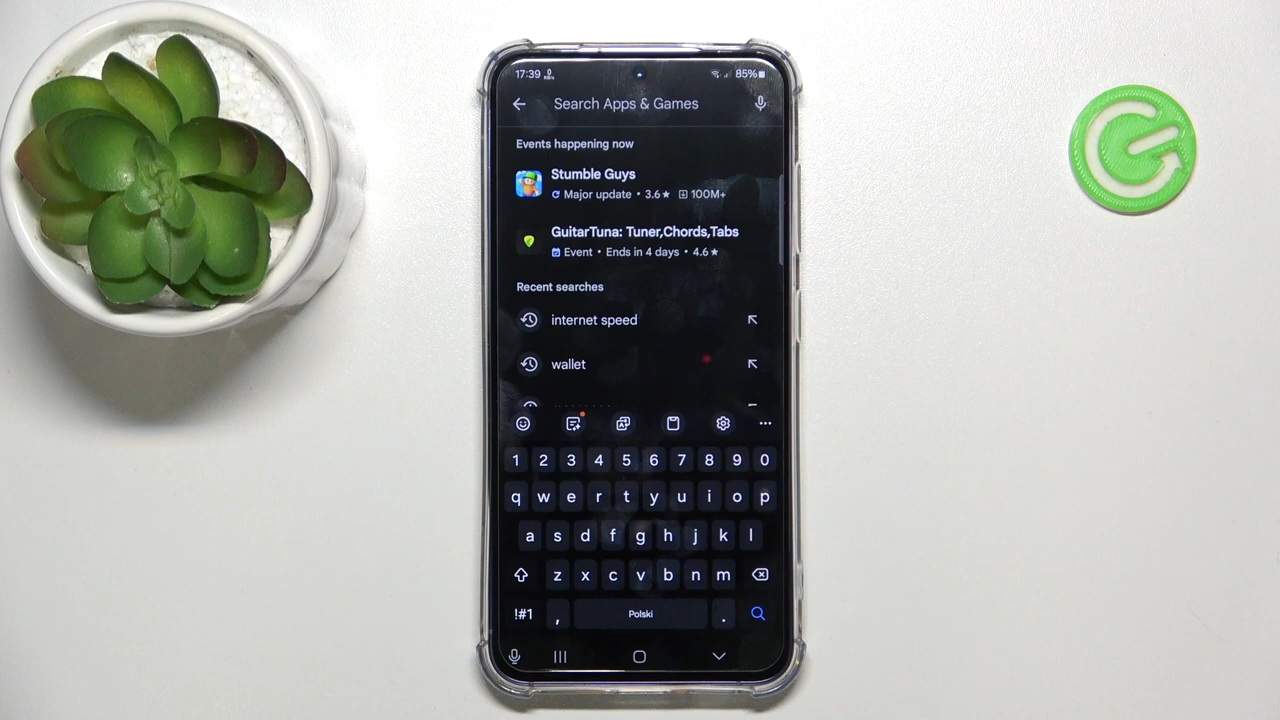 17:39 0 KB/s 85%
Search Apps & Games
Events happening now
Stumble Guys
Major update • 3.6★ 100M+
GuitarTuna: Tuner,Chords,Tabs
Event • Ends in 4 days • 4.6★
Recent searches
internet speed
wallet
1 2 3 4 5 6 7 8 9 0
q w e r t y u i o p
a s d f g h j k l
z x c v b n m
!#1 , Polski .